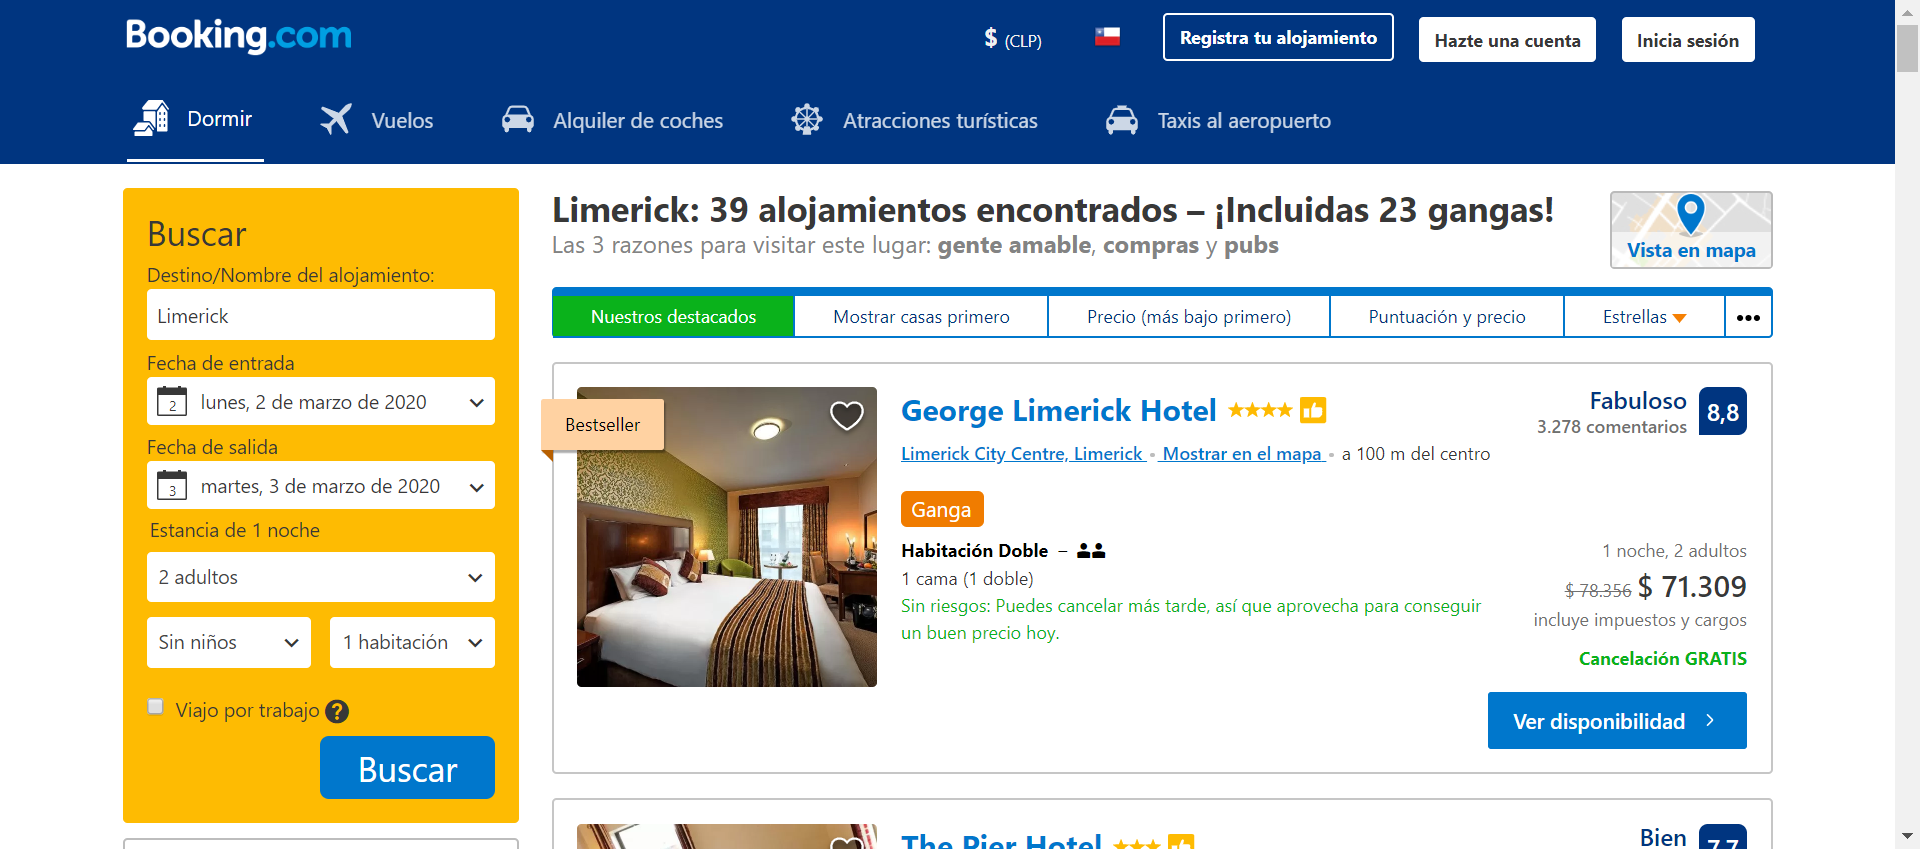 Booking.com
$ (CLP)
Registra tu alojamiento
Hazte una cuenta
Inicia sesión
Dormir
Vuelos
Alquiler de coches
Atracciones turísticas
Taxis al aeropuerto
Buscar
Destino/Nombre del alojamiento:
Limerick
Fecha de entrada
2 lunes, 2 de marzo de 2020
Fecha de salida
3 martes, 3 de marzo de 2020
Estancia de 1 noche
2 adultos
Sin niños
1 habitación
Viajo por trabajo ?
Buscar
Limerick: 39 alojamientos encontrados – ¡Incluidas 23 gangas!
Las 3 razones para visitar este lugar: gente amable, compras y pubs
Vista en mapa
Nuestros destacados
Mostrar casas primero
Precio (más bajo primero)
Puntuación y precio
Estrellas
•••
Bestseller
George Limerick Hotel
Limerick City Centre, Limerick • Mostrar en el mapa • a 100 m del centro
Fabuloso
3.278 comentarios
8,8
Ganga
Habitación Doble –
1 cama (1 doble)
Sin riesgos: Puedes cancelar más tarde, así que aprovecha para conseguir
un buen precio hoy.
1 noche, 2 adultos
$ 78.356 $ 71.309
incluye impuestos y cargos
Cancelación GRATIS
Ver disponibilidad
The Pier Hotel
Bien
7,7